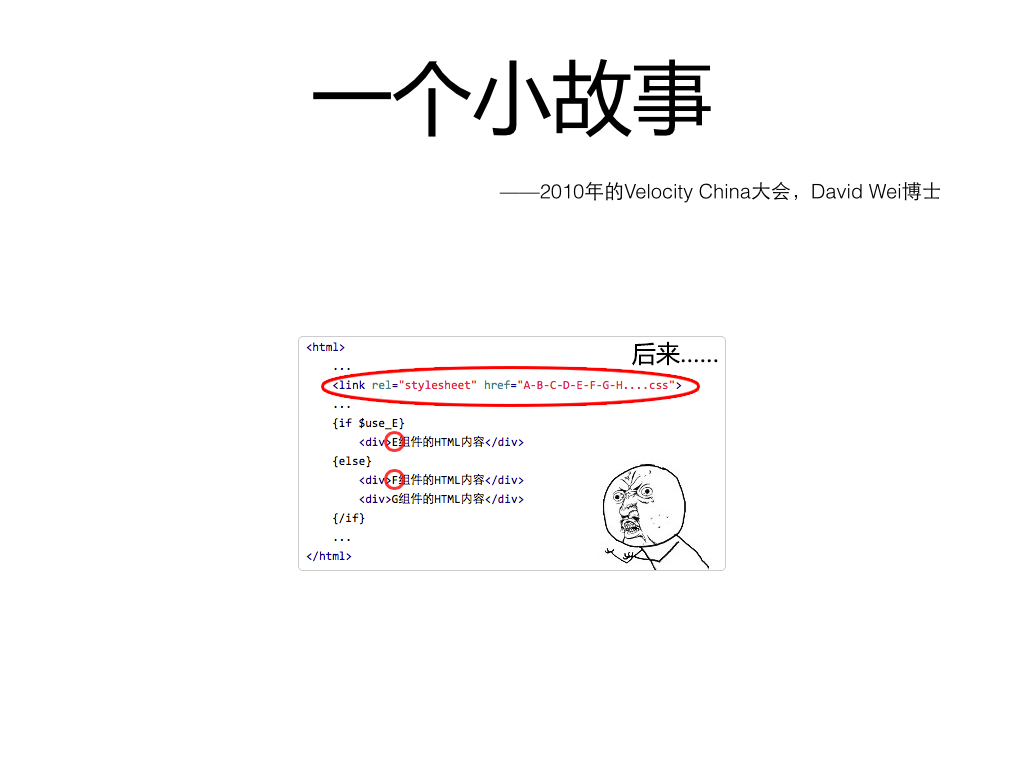 一个小故事
——2010年的Velocity China大会，David Wei博士
后来......
<html>
...
<link rel="stylesheet" href="A-B-C-D-E-F-G-H....css">
...
{if $use_E}
<div>E组件的HTML内容</div>
{else}
<div>F组件的HTML内容</div>
<div>G组件的HTML内容</div>
{/if}
...
</html>